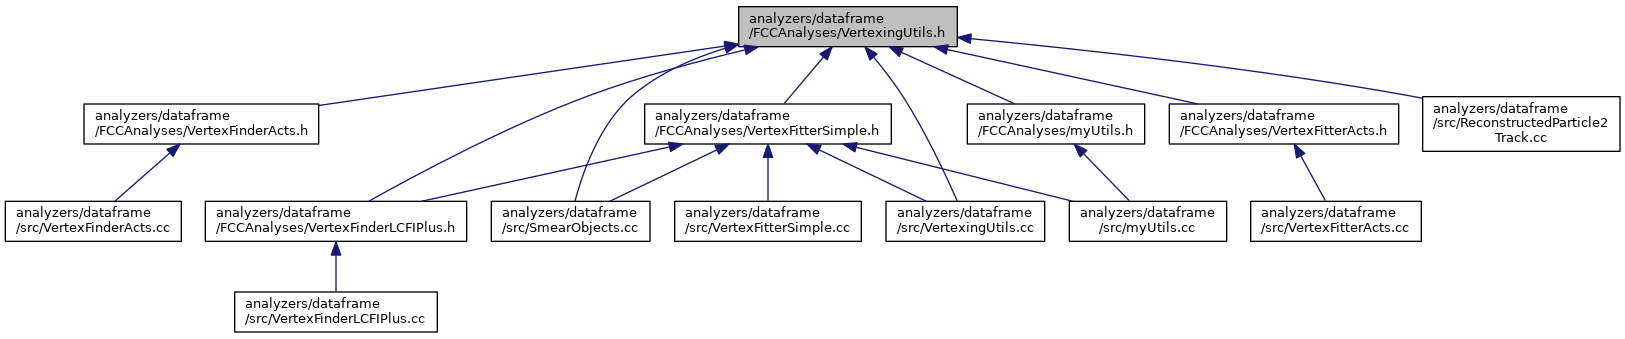 analyzers/dataframe
/FCCAnalyses/VertexingUtils.h
analyzers/dataframe
/FCCAnalyses/VertexFinderActs.h
analyzers/dataframe
/FCCAnalyses/VertexFitterSimple.h
analyzers/dataframe
/FCCAnalyses/myUtils.h
analyzers/dataframe
/FCCAnalyses/VertexFitterActs.h
analyzers/dataframe
/src/ReconstructedParticle2
Track.cc
analyzers/dataframe
/src/VertexFinderActs.cc
analyzers/dataframe
/FCCAnalyses/VertexFinderLCFIPlus.h
analyzers/dataframe
/src/SmearObjects.cc
analyzers/dataframe
/src/VertexFitterSimple.cc
analyzers/dataframe
/src/VertexingUtils.cc
analyzers/dataframe
/src/myUtils.cc
analyzers/dataframe
/src/VertexFitterActs.cc
analyzers/dataframe
/src/VertexFinderLCFIPlus.cc